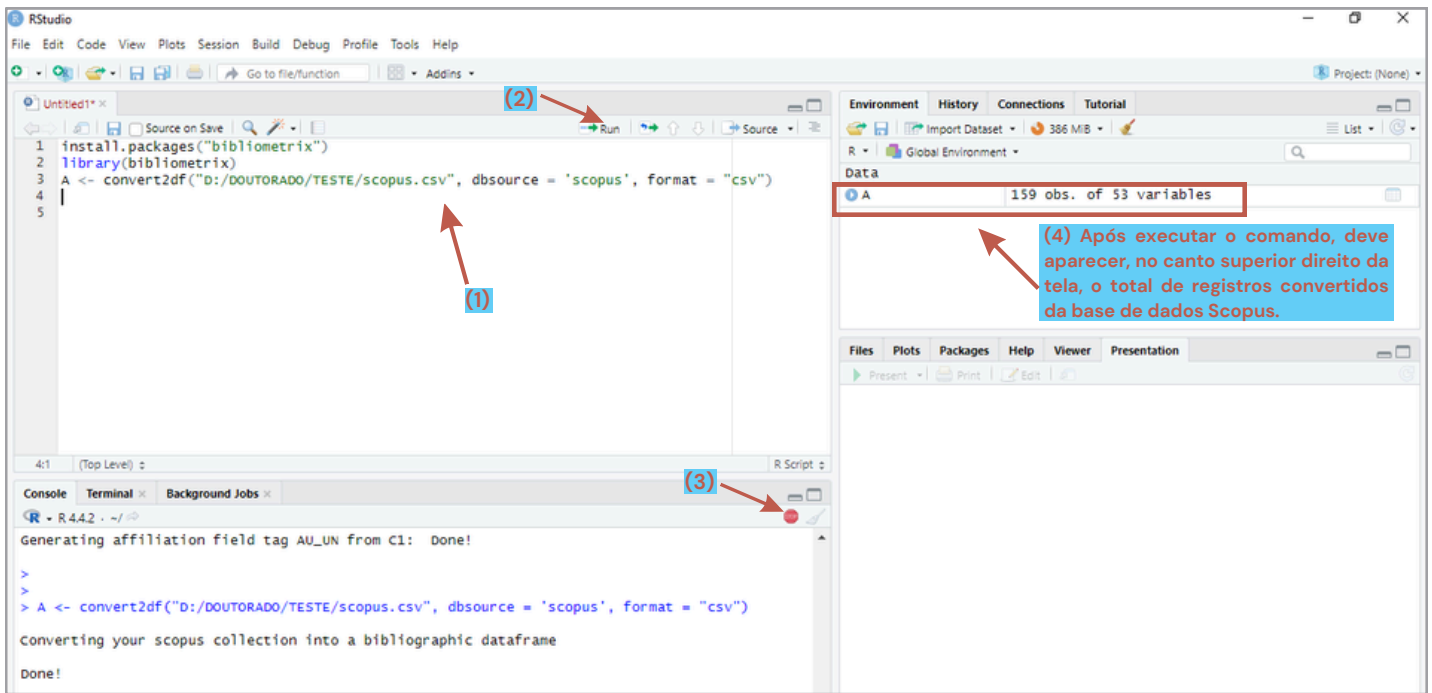 RStudio
File Edit Code View Plots Session Build Debug Profile Tools Help
Go to file/function Addins Project: (None)
Untitled1*
(2)
Source on Save Run Source
1 install.packages("bibliometrix")
2 library(bibliometrix)
3 A <- convert2df("D:/DOUTORADO/TESTE/scopus.csv", dbsource = 'scopus', format = "csv")
4
5
(1)
4:1 (Top Level) R Script
Environment History Connections Tutorial
Import Dataset 386 MiB List
R Global Environment
Data
A 159 obs. of 53 variables
(4) Após executar o comando, deve
aparecer, no canto superior direito da
tela, o total de registros convertidos
da base de dados Scopus.
Files Plots Packages Help Viewer Presentation
Present Print Edit
(3)
Console Terminal Background Jobs
R R 4.4.2 · ~/
Generating affiliation field tag AU_UN from C1: Done!
>
>
> A <- convert2df("D:/DOUTORADO/TESTE/scopus.csv", dbsource = 'scopus', format = "csv")
Converting your scopus collection into a bibliographic dataframe
Done!